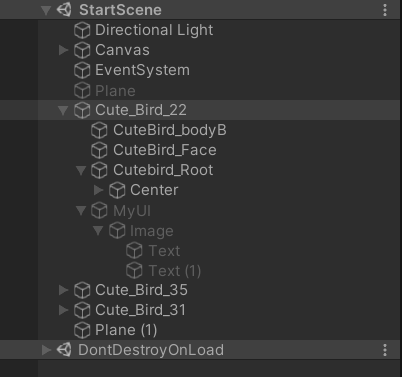 StartScene
Directional Light
Canvas
EventSystem
Plane
Cute_Bird_22
CuteBird_bodyB
CuteBird_Face
Cutebird_Root
Center
MyUI
Image
Text
Text (1)
Cute_Bird_35
Cute_Bird_31
Plane (1)
DontDestroyOnLoad